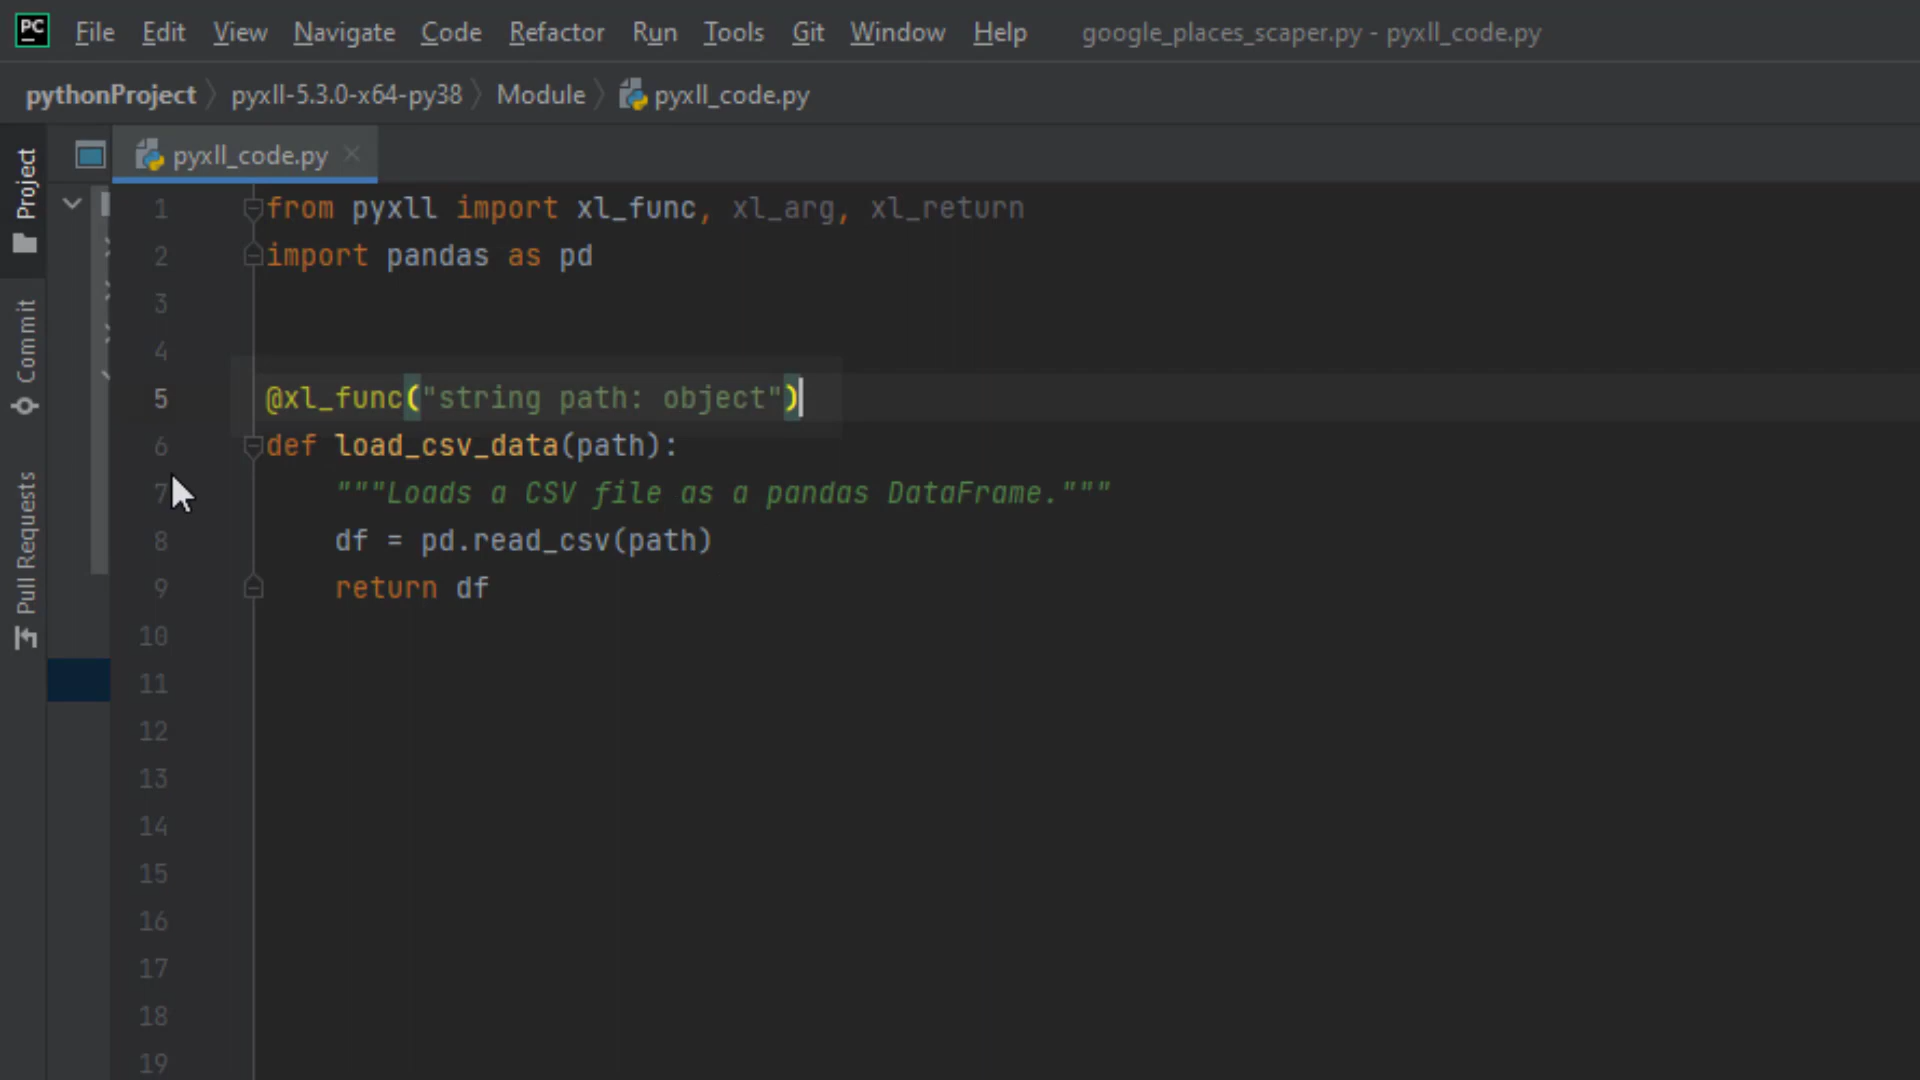 PC File Edit View Navigate Code Refactor Run Tools Git Window Help google_places_scaper.py - pyxll_code.py
pythonProject pyxll-5.3.0-x64-py38 Module pyxll_code.py
pyxll_code.py
Project
Commit
Pull Requests
1 from pyxll import xl_func, xl_arg, xl_return
2 import pandas as pd
3
4
5 @xl_func("string path: object")
6 def load_csv_data(path):
7 """Loads a CSV file as a pandas DataFrame."""
8 df = pd.read_csv(path)
9 return df
10
11
12
13
14
15
16
17
18
19